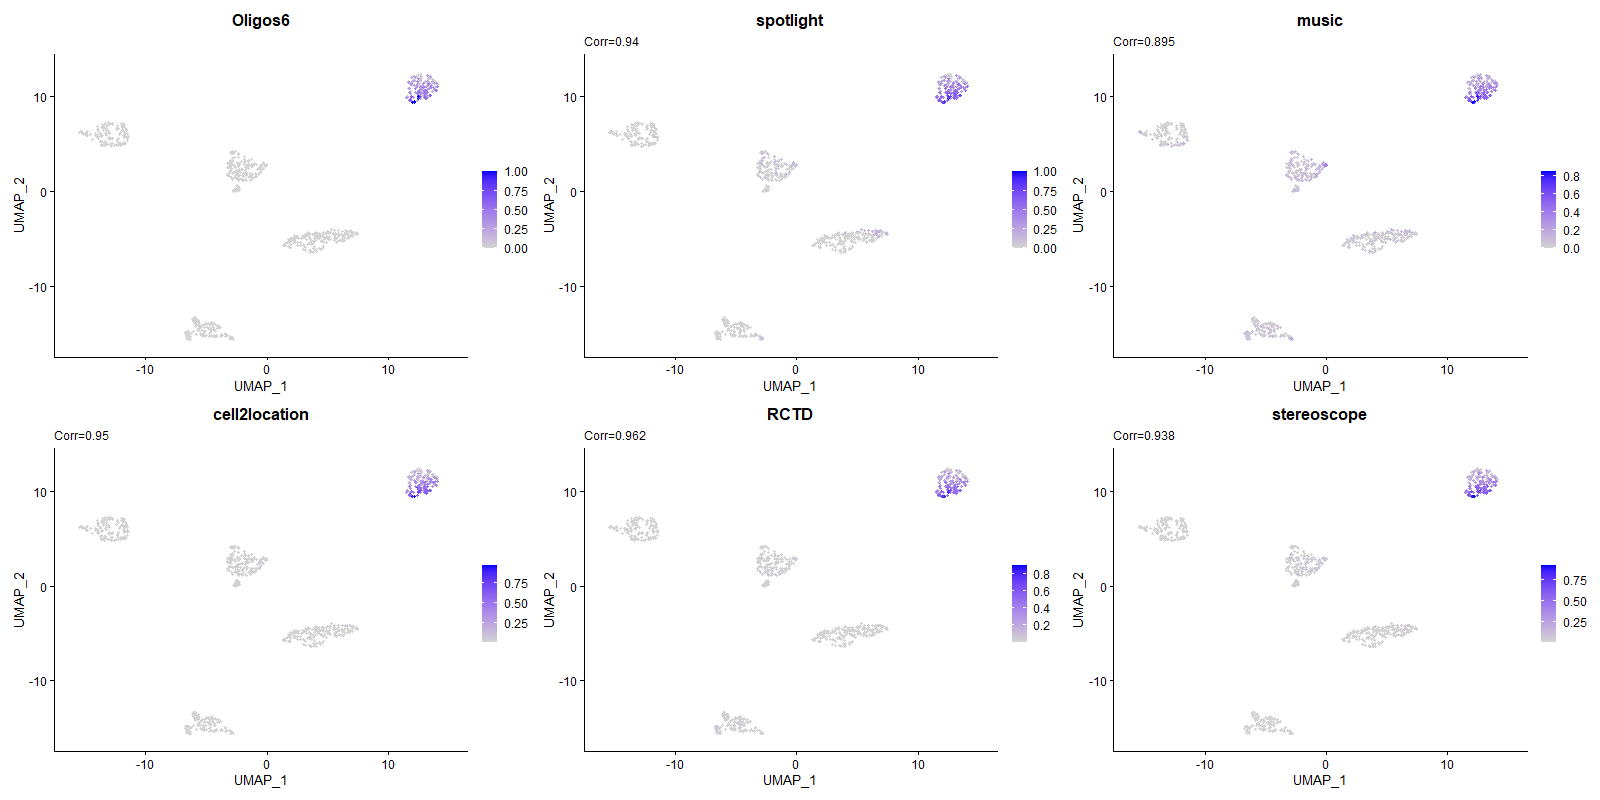 Oligos6
UMAP_2
10
0
-10
-10
0
10
UMAP_1
1.00
0.75
0.50
0.25
0.00
spotlight
Corr=0.94
UMAP_2
10
0
-10
-10
0
10
UMAP_1
1.00
0.75
0.50
0.25
0.00
music
Corr=0.895
UMAP_2
10
0
-10
-10
0
10
UMAP_1
0.8
0.6
0.4
0.2
0.0
cell2location
Corr=0.95
UMAP_2
10
0
-10
-10
0
10
UMAP_1
0.75
0.50
0.25
RCTD
Corr=0.962
UMAP_2
10
0
-10
-10
0
10
UMAP_1
0.8
0.6
0.4
0.2
stereoscope
Corr=0.938
UMAP_2
10
0
-10
-10
0
10
UMAP_1
0.75
0.50
0.25